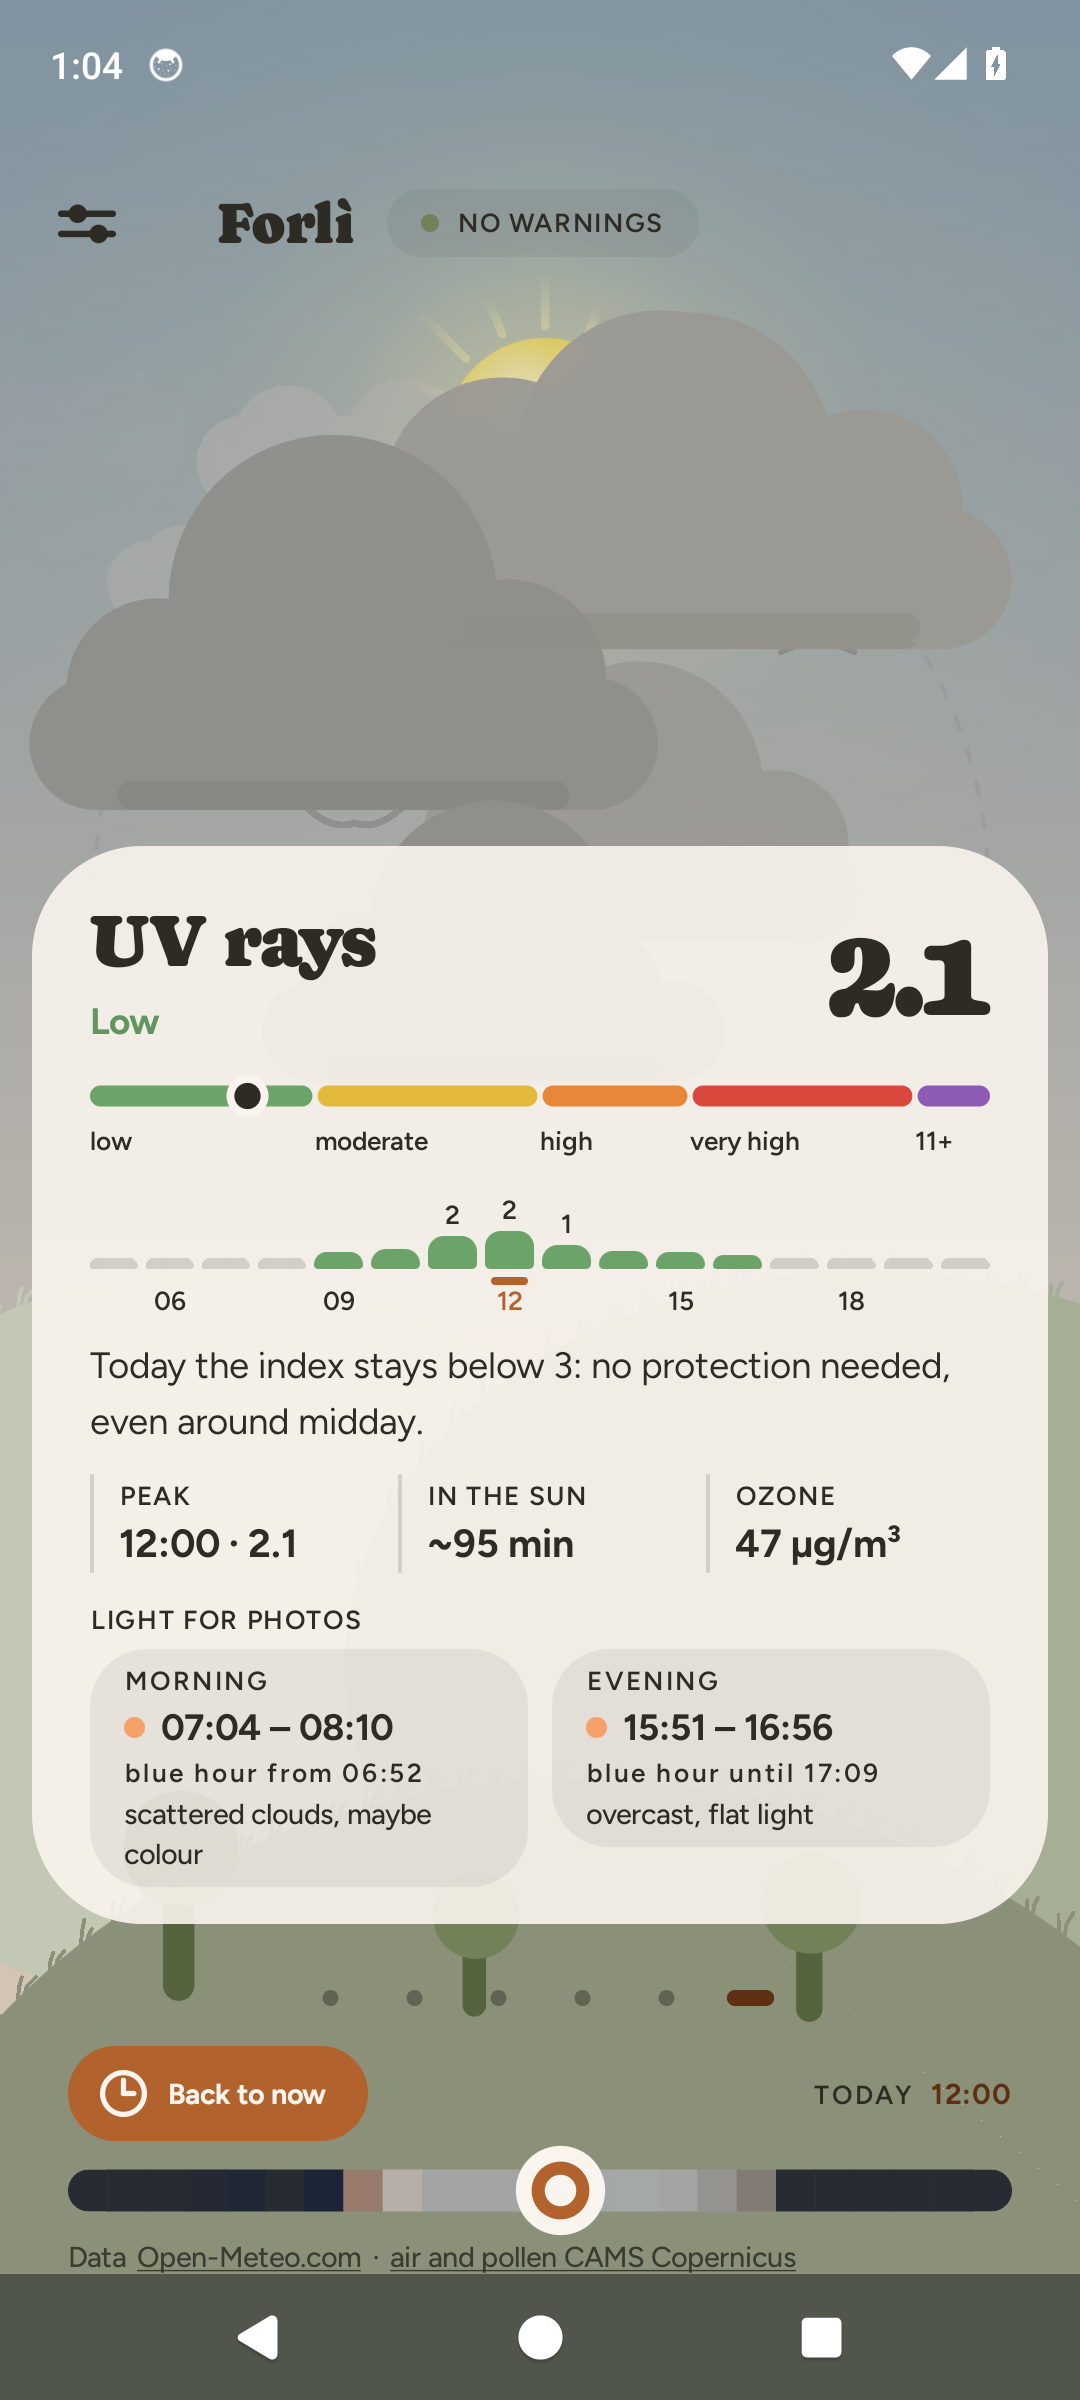 1:04
Forlì
NO WARNINGS
UV rays
2.1
Low
low moderate high very high 11+
2 2 1
06 09 12 15 18
Today the index stays below 3: no protection needed,
even around midday.
PEAK IN THE SUN OZONE
12:00 · 2.1 ~95 min 47 µg/m³
LIGHT FOR PHOTOS
MORNING
07:04 – 08:10
blue hour from 06:52
scattered clouds, maybe
colour
EVENING
15:51 – 16:56
blue hour until 17:09
overcast, flat light
Back to now
TODAY 12:00
Data Open-Meteo.com · air and pollen CAMS Copernicus